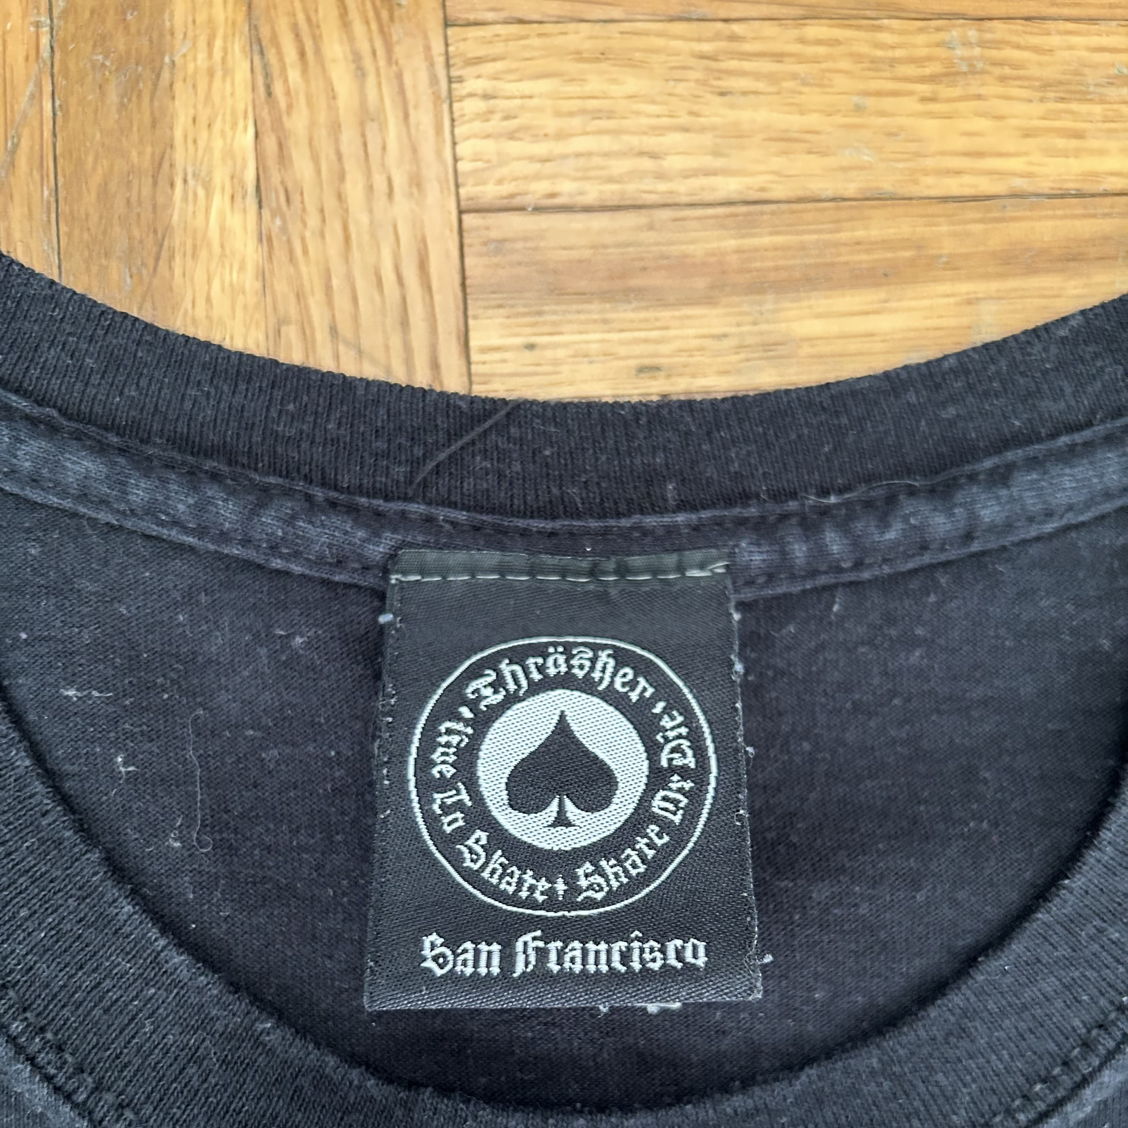 Thräsher
Live To Skate
Skate Or Die
San Francisco